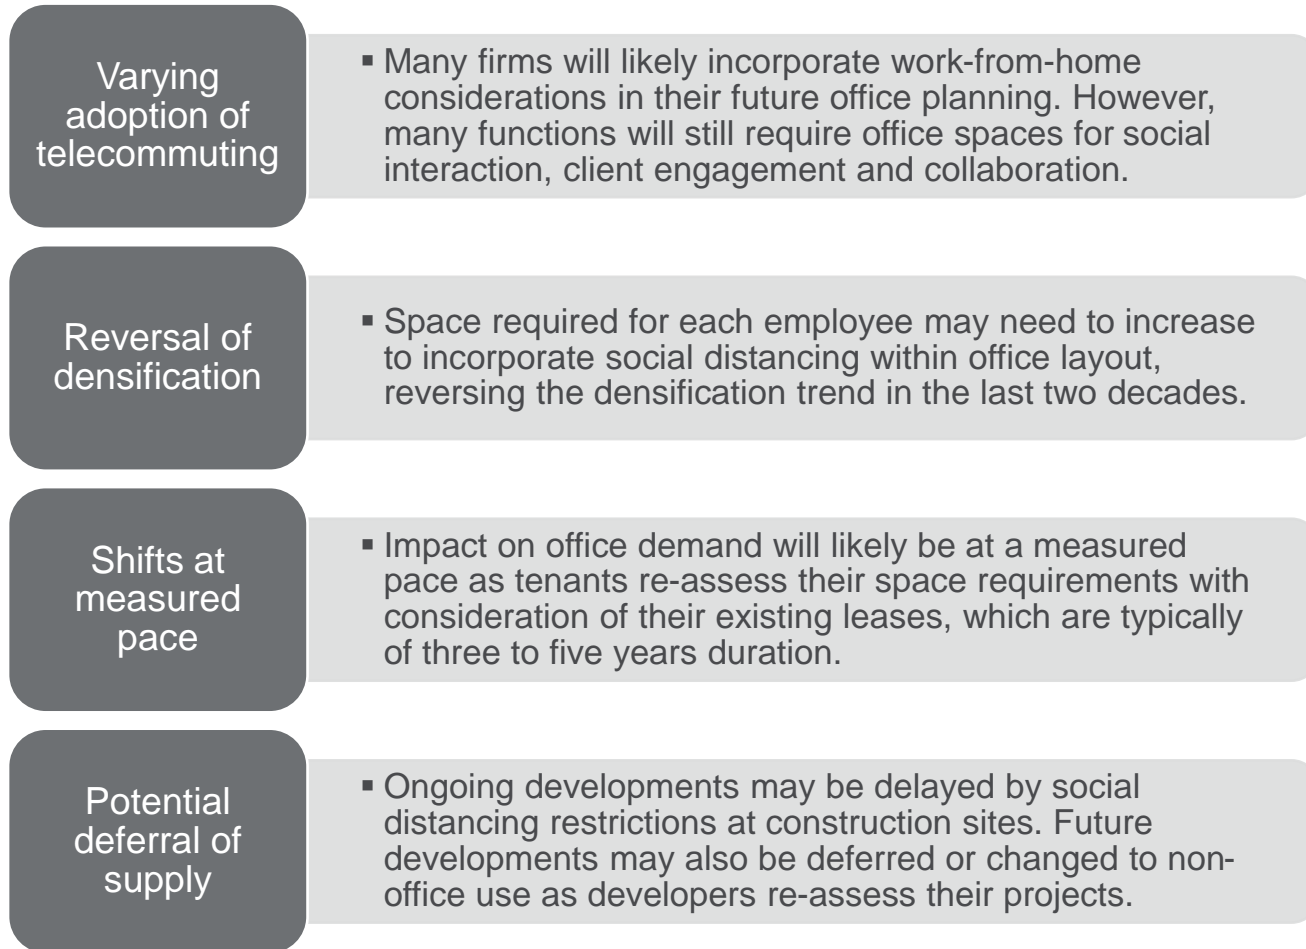 Varying
adoption of
telecommuting
▪ Many firms will likely incorporate work-from-home
considerations in their future office planning. However,
many functions will still require office spaces for social
interaction, client engagement and collaboration.
Reversal of
densification
▪ Space required for each employee may need to increase
to incorporate social distancing within office layout,
reversing the densification trend in the last two decades.
Shifts at
measured
pace
▪ Impact on office demand will likely be at a measured
pace as tenants re-assess their space requirements with
consideration of their existing leases, which are typically
of three to five years duration.
Potential
deferral of
supply
▪ Ongoing developments may be delayed by social
distancing restrictions at construction sites. Future
developments may also be deferred or changed to non-
office use as developers re-assess their projects.